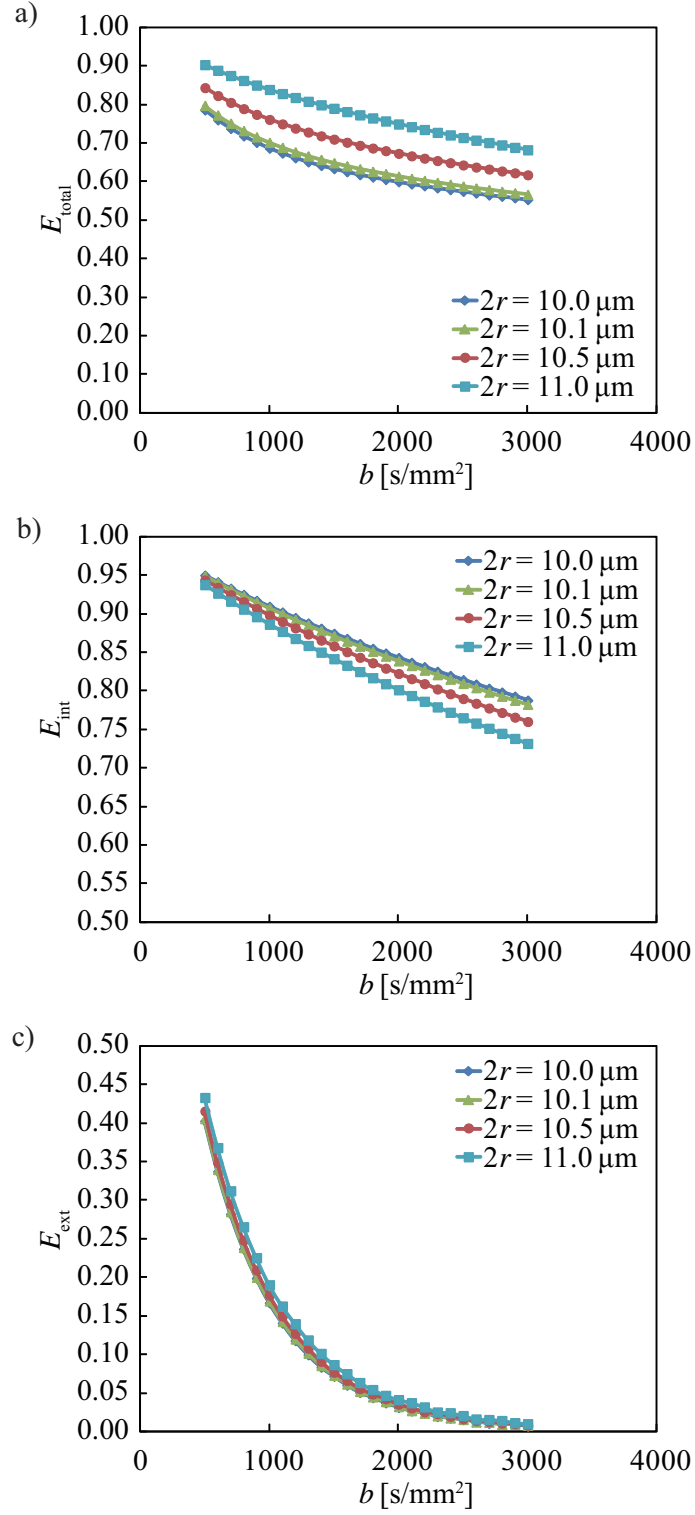 a)
1.00
0.90
0.80
0.70
0.60
0.50
0.40
0.30
0.20
0.10
0.00
E_total
2r = 10.0 μm
2r = 10.1 μm
2r = 10.5 μm
2r = 11.0 μm
0 1000 2000 3000 4000
b [s/mm²]
b)
1.00
0.95
0.90
0.85
0.80
0.75
0.70
0.65
0.60
0.55
0.50
E_int
2r = 10.0 μm
2r = 10.1 μm
2r = 10.5 μm
2r = 11.0 μm
0 1000 2000 3000 4000
b [s/mm²]
c)
0.50
0.45
0.40
0.35
0.30
0.25
0.20
0.15
0.10
0.05
0.00
E_ext
2r = 10.0 μm
2r = 10.1 μm
2r = 10.5 μm
2r = 11.0 μm
0 1000 2000 3000 4000
b [s/mm²]